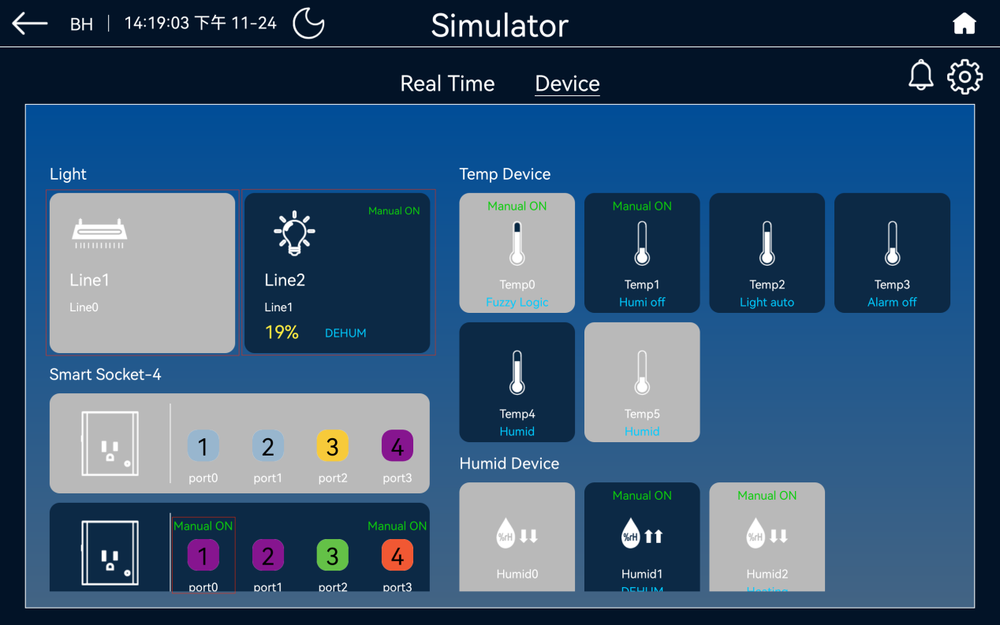 BH
14:19:03 下午 11-24
Simulator
Real Time
Device
Light
Line1
Line0
Manual ON
Line2
Line1
19%
DEHUM
Smart Socket-4
1
2
3
4
port0
port1
port2
port3
Manual ON
Manual ON
1
2
3
4
port0
port1
port2
port3
Temp Device
Manual ON
Temp0
Fuzzy Logic
Manual ON
Temp1
Humi off
Temp2
Light auto
Temp3
Alarm off
Temp4
Humid
Temp5
Humid
Humid Device
%rH
Humid0
Manual ON
%rH
Humid1
DEHUM
Manual ON
%rH
Humid2
Heating